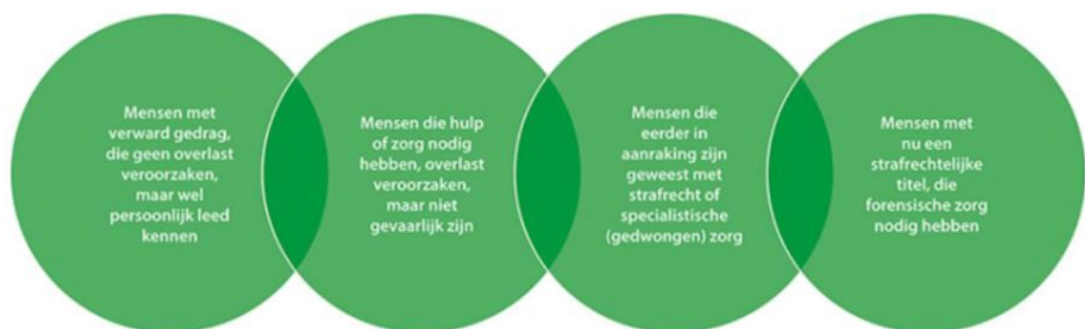 Mensen met
verward gedrag,
die geen overlast
veroorzaken,
maar wel
persoonlijk leed
kennen
Mensen die hulp
of zorg nodig
hebben, overlast
veroorzaken,
maar niet
gevaarlijk zijn
Mensen die
eerder in
aanraking zijn
geweest met
strafrecht of
specialistische
(gedwongen) zorg
Mensen met
nu een
strafrechtelijke
titel, die
forensische zorg
nodig hebben